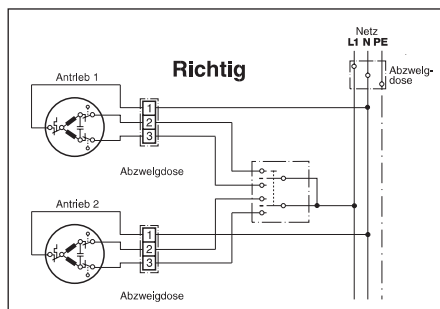 Netz
L1 N PE
Richtig
Abzweig-
dose
Antrieb 1
1
2
3
Abzweigdose
Antrieb 2
1
2
3
Abzweigdose